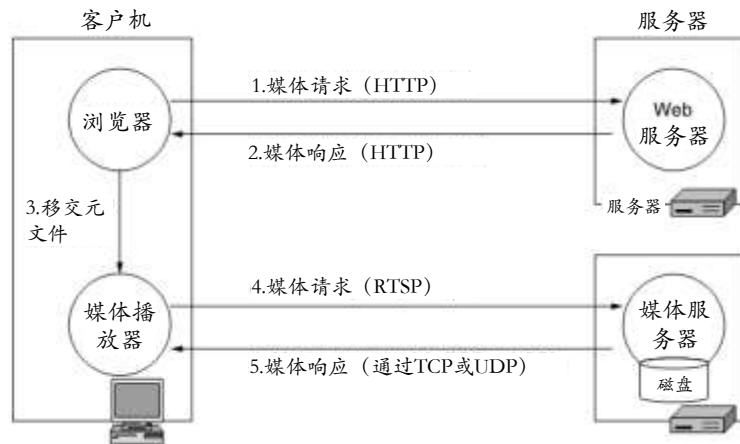 客户机
服务器
1.媒体请求（HTTP）
浏览器
Web
服务器
2.媒体响应（HTTP）
3.移交元
文件
服务器
4.媒体请求（RTSP）
媒体播
放器
媒体服
务器
5.媒体响应（通过TCP或UDP）
磁盘